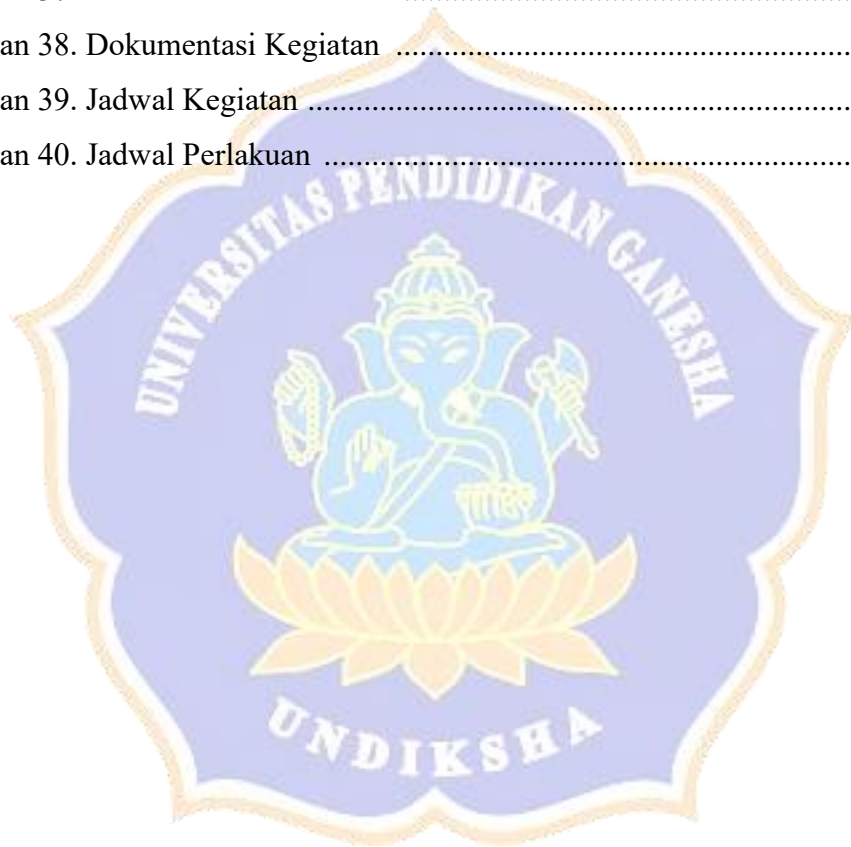 an 38. Dokumentasi Kegiatan ..........................................................
an 39. Jadwal Kegiatan .....................................................................
an 40. Jadwal Perlakuan ...................................................................
UNIVERSITAS PENDIDIKAN GANESHA
UNDIKSHA